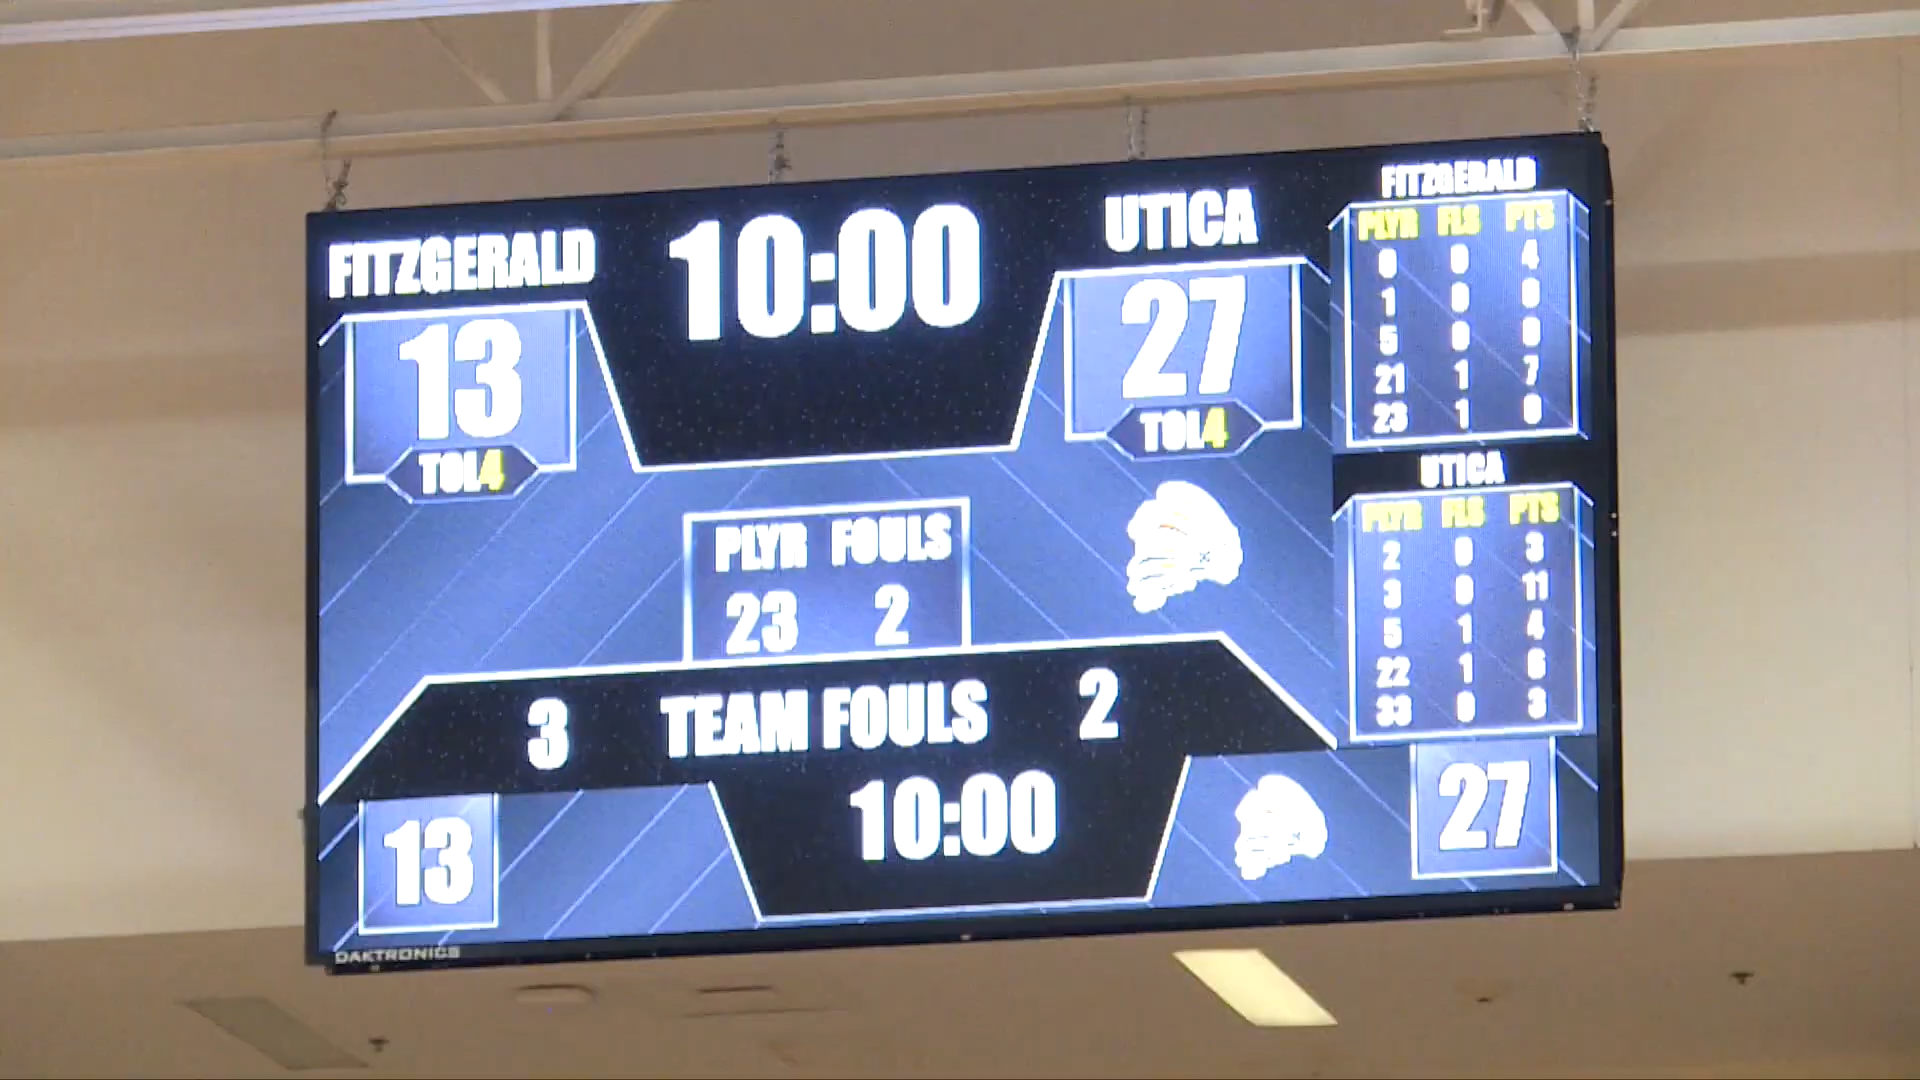 FITZGERALD
10:00
UTICA
13
27
TOL4
TOL4
PLYR FOULS
23 2
3 TEAM FOULS 2
13
10:00
27
FITZGERALD
PLYR FLS PTS
0 0 4
1 0 0
5 0 0
21 1 7
23 1 0
UTICA
PLYR FLS PTS
2 0 3
3 0 11
5 1 4
22 1 6
33 0 3
DAKTRONICS